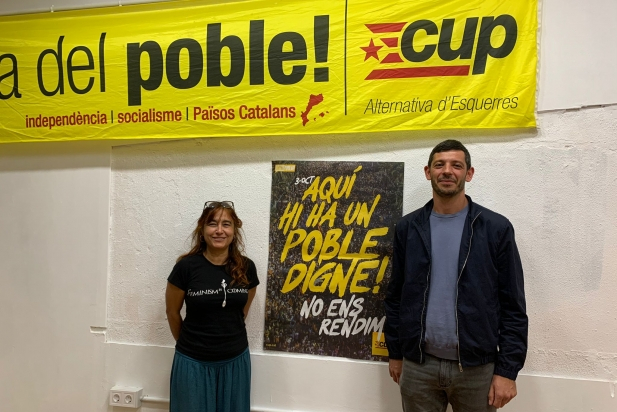 a del poble!
independència | socialisme | Països Catalans
cup
Alternativa d'Esquerres
3-OCT
AQUÍ
HI HA UN
POBLE
DIGNE!
NO ENS
RENDIM